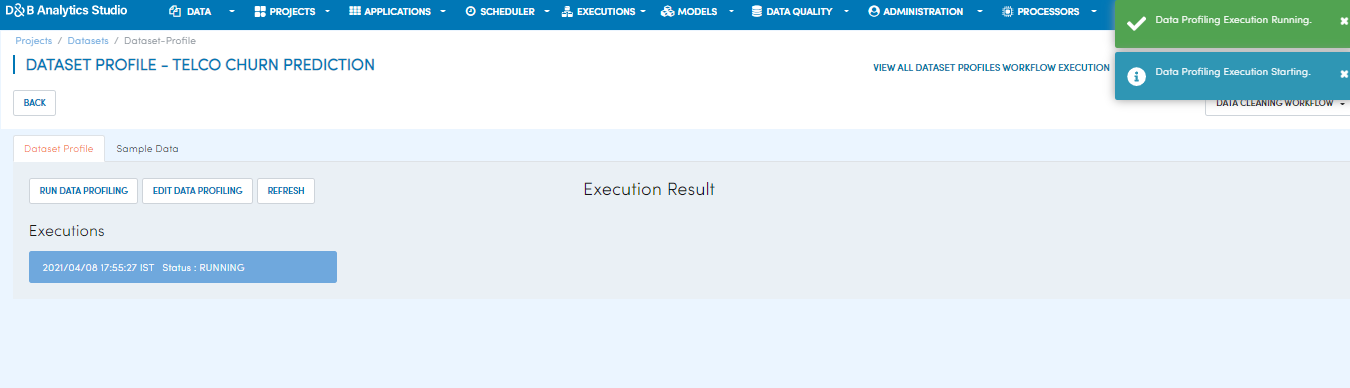 D&B Analytics Studio DATA PROJECTS APPLICATIONS SCHEDULER EXECUTIONS MODELS DATA QUALITY ADMINISTRATION PROCESSORS
Data Profiling Execution Running.
Projects / Datasets / Dataset-Profile
DATASET PROFILE - TELCO CHURN PREDICTION
VIEW ALL DATASET PROFILES WORKFLOW EXECUTION
Data Profiling Execution Starting.
BACK
DATA CLEANING WORKFLOW
Dataset Profile Sample Data
RUN DATA PROFILING EDIT DATA PROFILING REFRESH
Execution Result
Executions
2021/04/08 17:55:27 IST Status : RUNNING